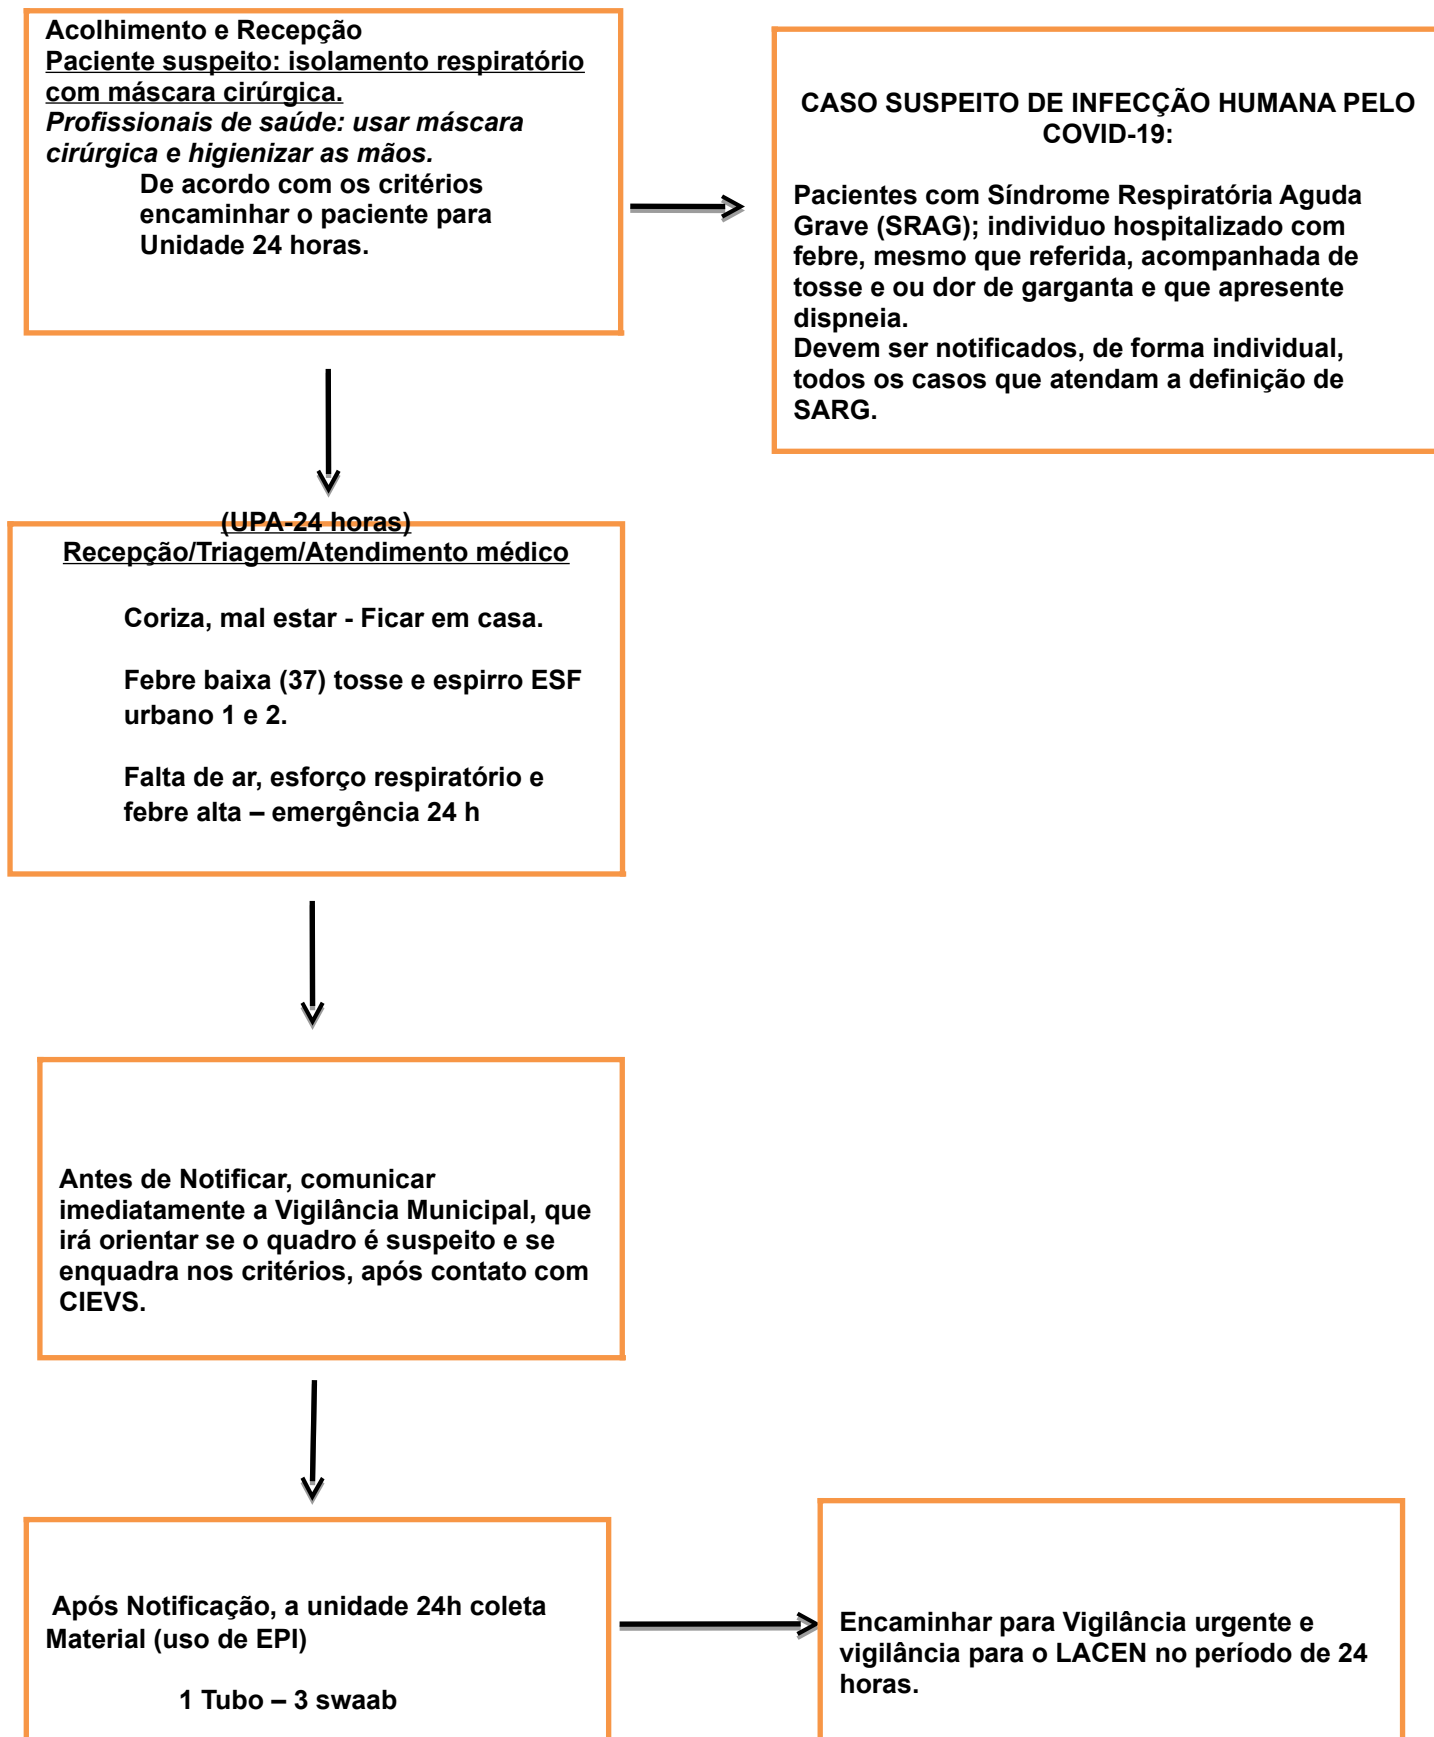 Acolhimento e Recepção
Paciente suspeito: isolamento respiratório
com máscara cirúrgica.
Profissionais de saúde: usar máscara
cirúrgica e higienizar as mãos.
De acordo com os critérios
encaminhar o paciente para
Unidade 24 horas.
CASO SUSPEITO DE INFECÇÃO HUMANA PELO
COVID-19:
Pacientes com Síndrome Respiratória Aguda
Grave (SRAG); individuo hospitalizado com
febre, mesmo que referida, acompanhada de
tosse e ou dor de garganta e que apresente
dispneia.
Devem ser notificados, de forma individual,
todos os casos que atendam a definição de
SARG.
(UPA-24 horas)
Recepção/Triagem/Atendimento médico
Coriza, mal estar - Ficar em casa.
Febre baixa (37) tosse e espirro ESF
urbano 1 e 2.
Falta de ar, esforço respiratório e
febre alta – emergência 24 h
Antes de Notificar, comunicar
imediatamente a Vigilância Municipal, que
irá orientar se o quadro é suspeito e se
enquadra nos critérios, após contato com
CIEVS.
Após Notificação, a unidade 24h coleta
Material (uso de EPI)
1 Tubo – 3 swaab
Encaminhar para Vigilância urgente e
vigilância para o LACEN no período de 24
horas.